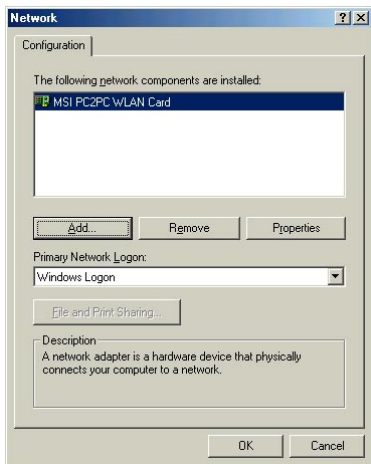 Network
Configuration
The following network components are installed:
MSI PC2PC WLAN Card
Add...
Remove
Properties
Primary Network Logon:
Windows Logon
File and Print Sharing...
Description
A network adapter is a hardware device that physically
connects your computer to a network.
OK
Cancel